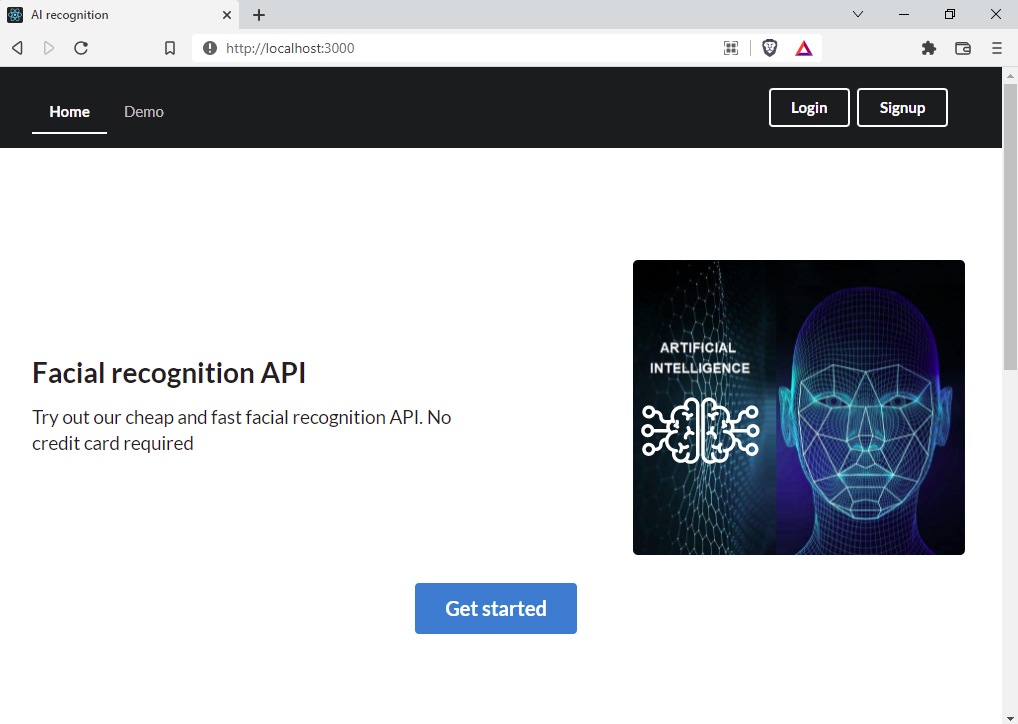 AI recognition
http://localhost:3000
Home
Demo
Login
Signup
Facial recognition API
Try out our cheap and fast facial recognition API. No
credit card required
ARTIFICIAL
INTELLIGENCE
Get started